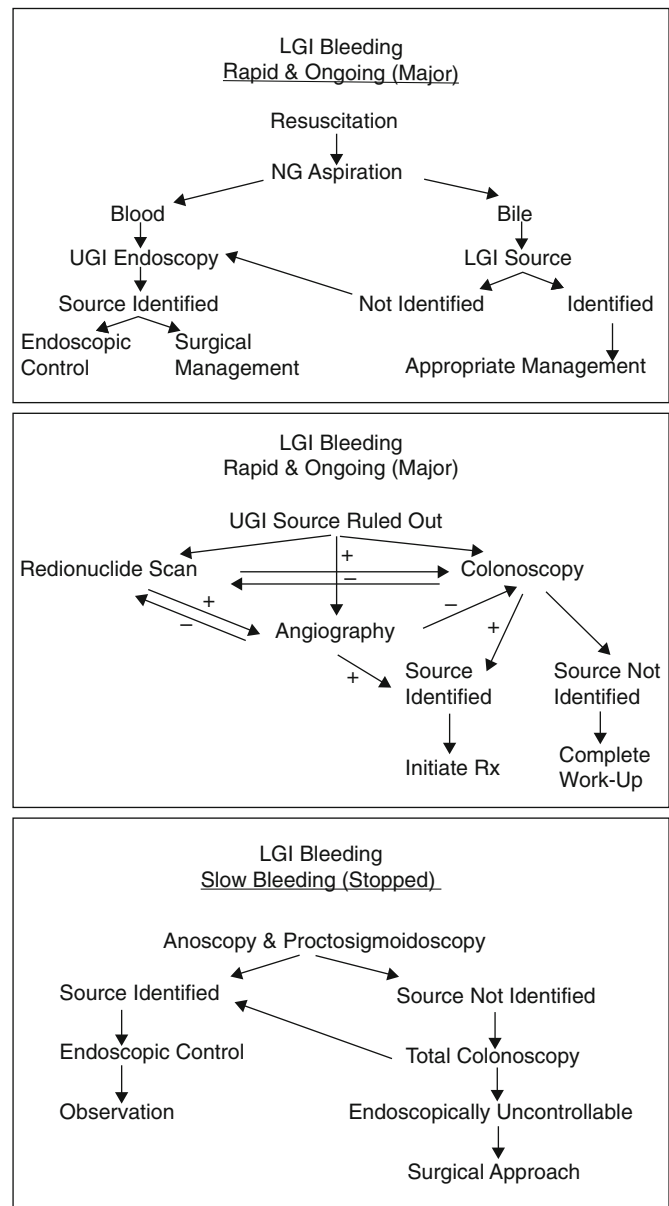 LGI Bleeding
Rapid & Ongoing (Major)
Resuscitation
NG Aspiration
Blood
Bile
UGI Endoscopy
LGI Source
Source Identified
Not Identified
Identified
Endoscopic
Control
Surgical
Management
Appropriate Management
LGI Bleeding
Rapid & Ongoing (Major)
UGI Source Ruled Out
+
Redionuclide Scan
–
Colonoscopy
+
–
Angiography
–
+
+
Source
Identified
Source Not
Identified
Initiate Rx
Complete
Work-Up
LGI Bleeding
Slow Bleeding (Stopped)
Anoscopy & Proctosigmoidoscopy
Source Identified
Source Not Identified
Endoscopic Control
Total Colonoscopy
Observation
Endoscopically Uncontrollable
Surgical Approach